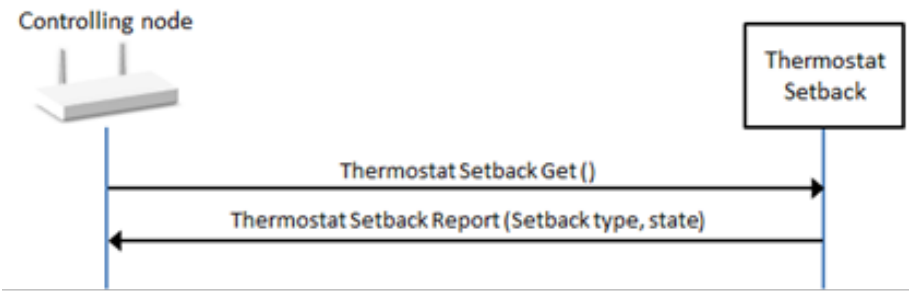 Controlling node
Thermostat
Setback
Thermostat Setback Get ()
Thermostat Setback Report (Setback type, state)